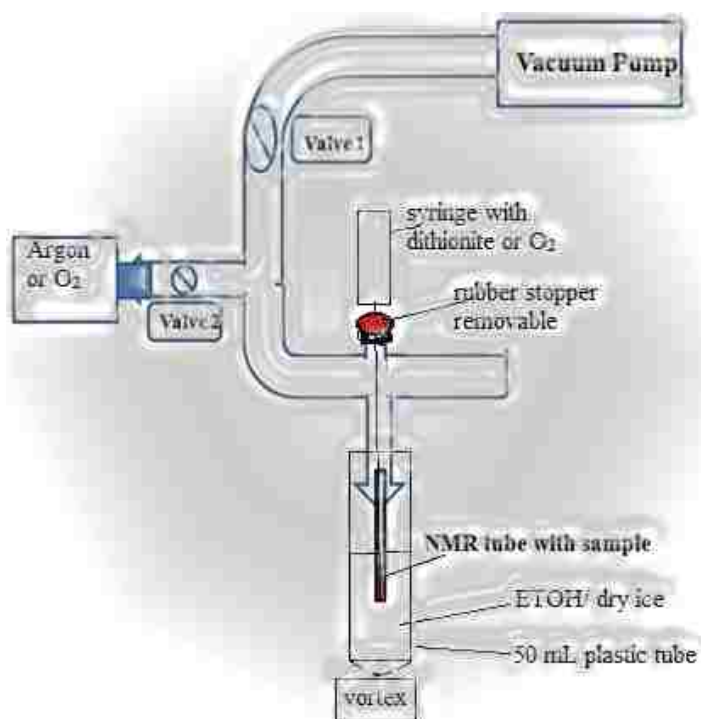 Vacuum Pump
Valve 1
syringe with
dithionite or O₂
Argon
or O₂
rubber stopper
removable
Valve 2
NMR tube with sample
ETOH/ dry ice
50 mL plastic tube
vortex